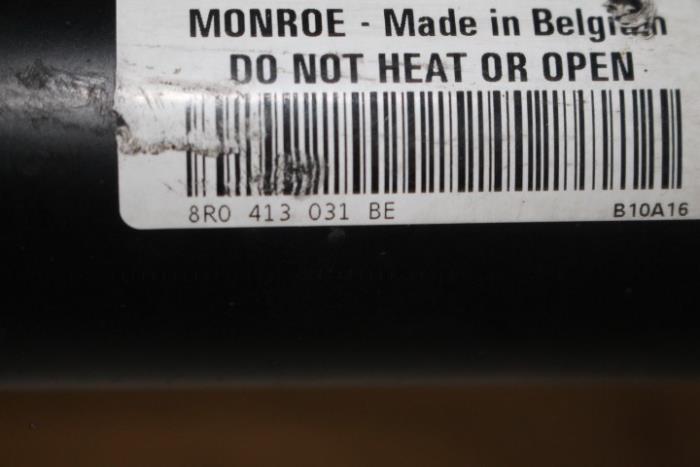 MONROE - Made in Belgium
DO NOT HEAT OR OPEN
8R0 413 031 BE
B10A16